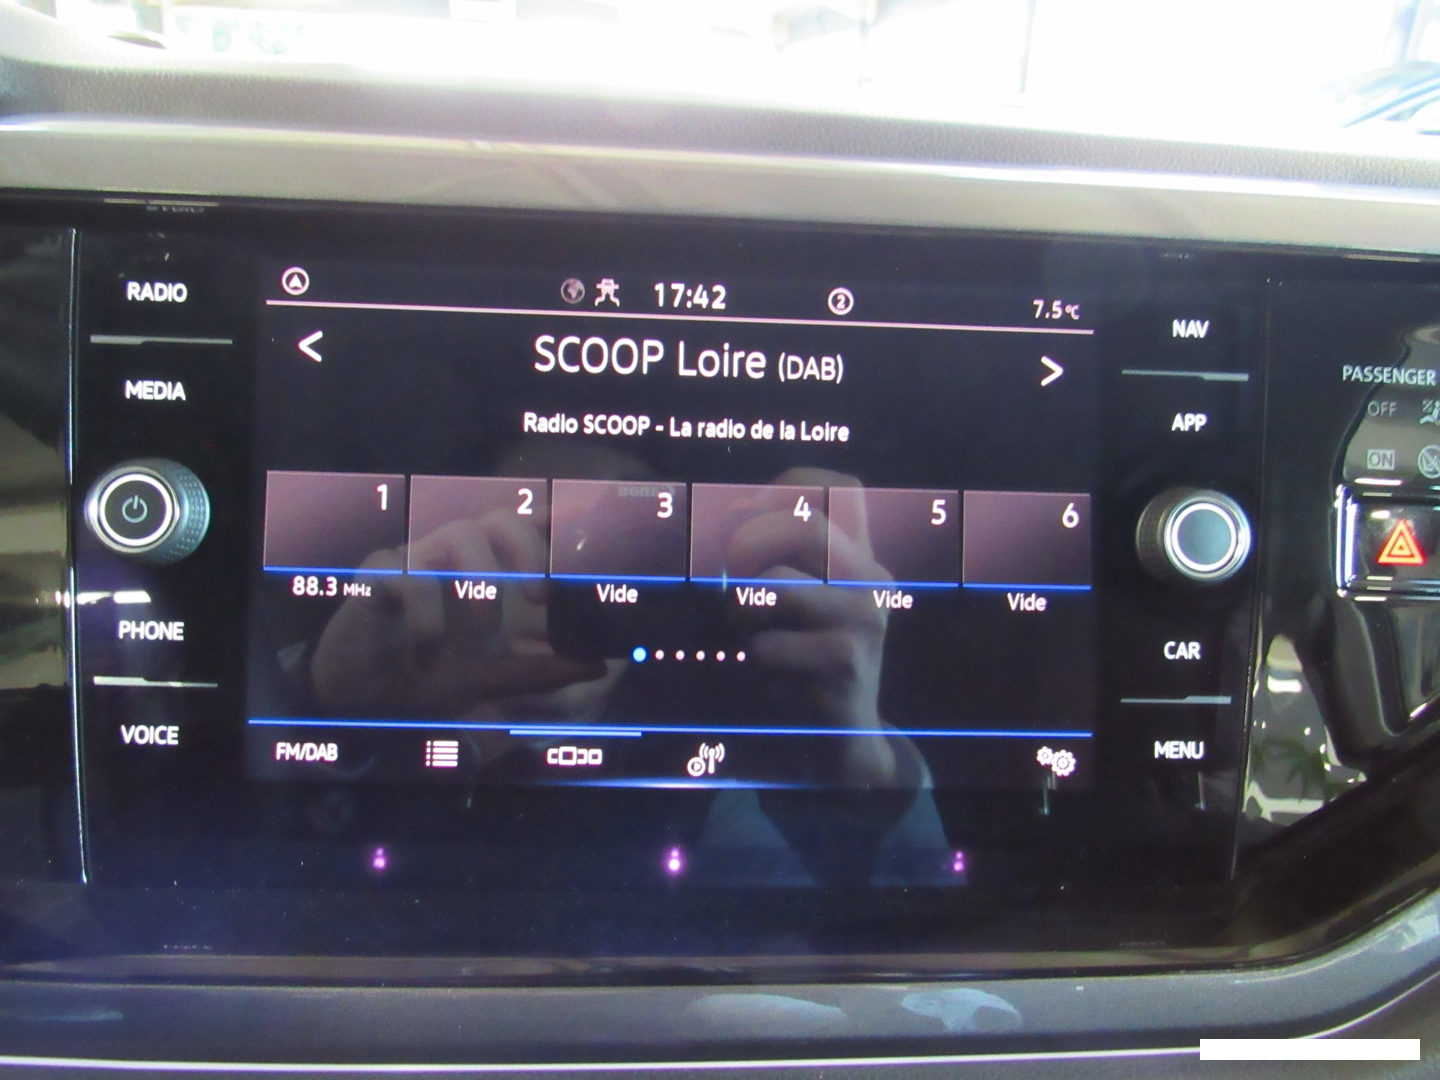 RADIO
MEDIA
PHONE
VOICE
17:42
2
7.5°C
<
SCOOP Loire (DAB)
>
Radio SCOOP - La radio de la Loire
1
2
3
4
5
6
88.3 MHz
Vide
Vide
Vide
Vide
Vide
FM/DAB
NAV
APP
CAR
MENU
PASSENGER
OFF
ON